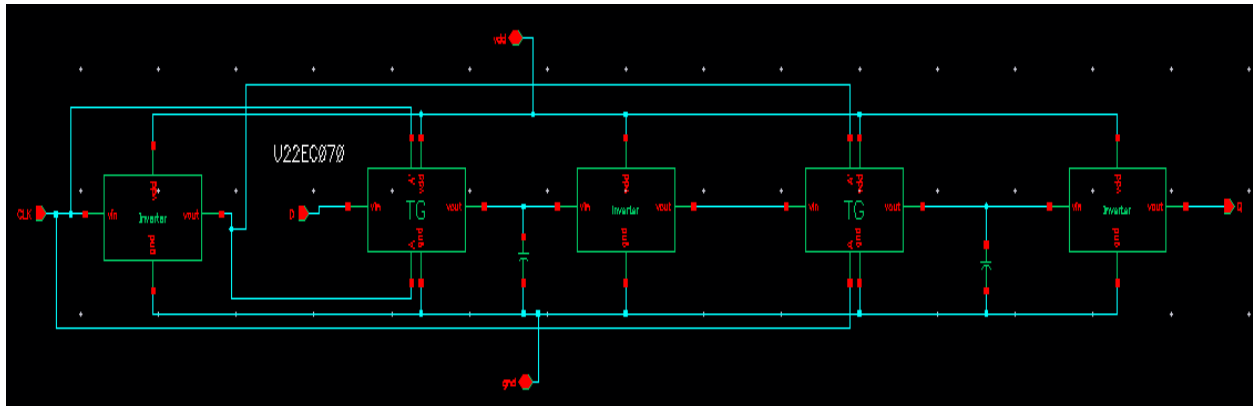 vdd
U22EC070
CLK
vin
vdd
Inverter
gnd
vout
D
vin
vdd
TG
gnd
vout
vin
vdd
Inverter
gnd
vout
vin
vdd
TG
gnd
vout
vin
vdd
Inverter
gnd
vout
Q
gnd